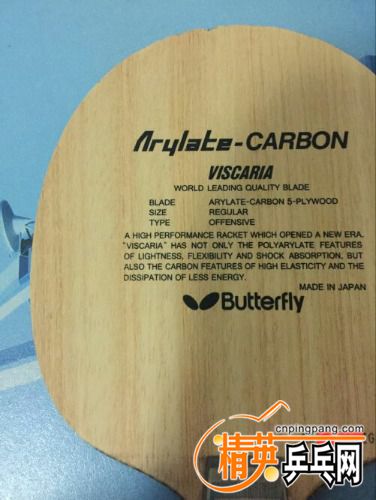 Arylate-CARBON
VISCARIA
WORLD LEADING QUALITY BLADE
BLADE ARYLATE-CARBON 5-PLYWOOD
SIZE REGULAR
TYPE OFFENSIVE
A HIGH PERFORMANCE RACKET WHICH OPENED A NEW ERA.
"VISCARIA" HAS NOT ONLY THE POLYARYLATE FEATURES
OF LIGHTNESS, FLEXIBILITY AND SHOCK ABSORPTION, BUT
ALSO THE CARBON FEATURES OF HIGH ELASTICITY AND THE
DISSIPATION OF LESS ENERGY.
MADE IN JAPAN
Butterfly
cnpingpang.com
精英乒乓网